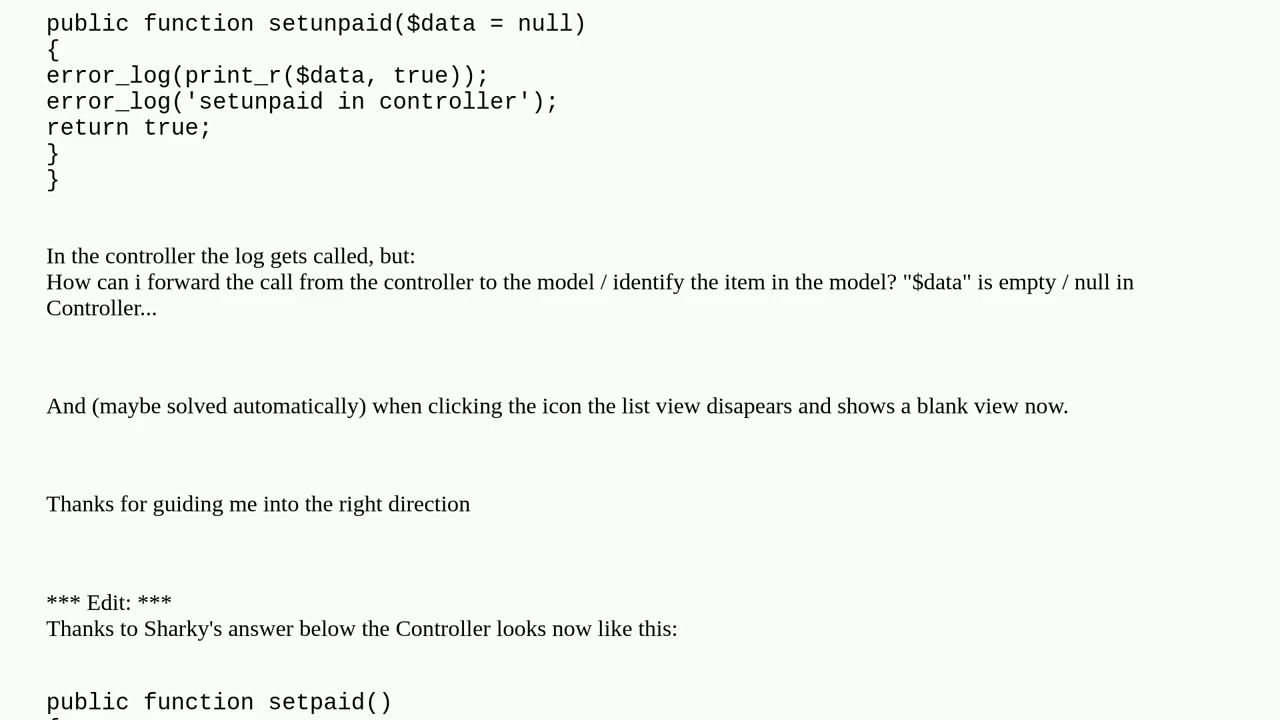 public function setunpaid($data = null)
{
error_log(print_r($data, true));
error_log('setunpaid in controller');
return true;
}
}
In the controller the log gets called, but:
How can i forward the call from the controller to the model / identify the item in the model? "$data" is empty / null in
Controller...
And (maybe solved automatically) when clicking the icon the list view disapears and shows a blank view now.
Thanks for guiding me into the right direction
*** Edit: ***
Thanks to Sharky's answer below the Controller looks now like this:
public function setpaid()
{